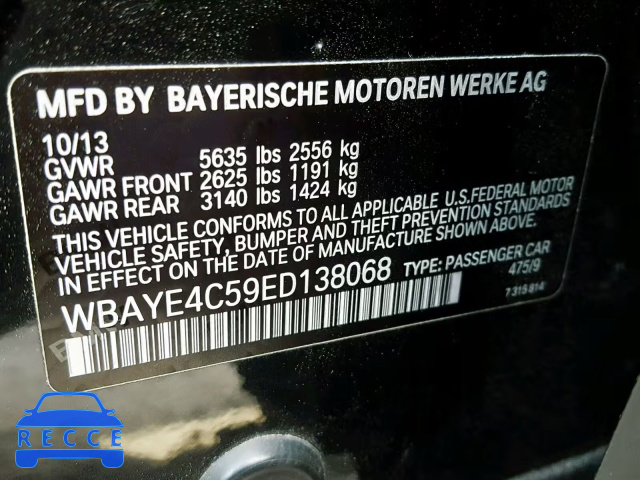 MFD BY BAYERISCHE MOTOREN WERKE AG
10/13
GVWR 5635 lbs 2556 kg
GAWR FRONT 2625 lbs 1191 kg
GAWR REAR 3140 lbs 1424 kg
THIS VEHICLE CONFORMS TO ALL APPLICABLE U.S.FEDERAL MOTOR
VEHICLE SAFETY, BUMPER AND THEFT PREVENTION STANDARDS
IN EFFECT ON THE DATE OF MANUFACTURE SHOWN ABOVE.
WBAYE4C59ED138068 TYPE: PASSENGER CAR
475/9
7 315 814
RECCE